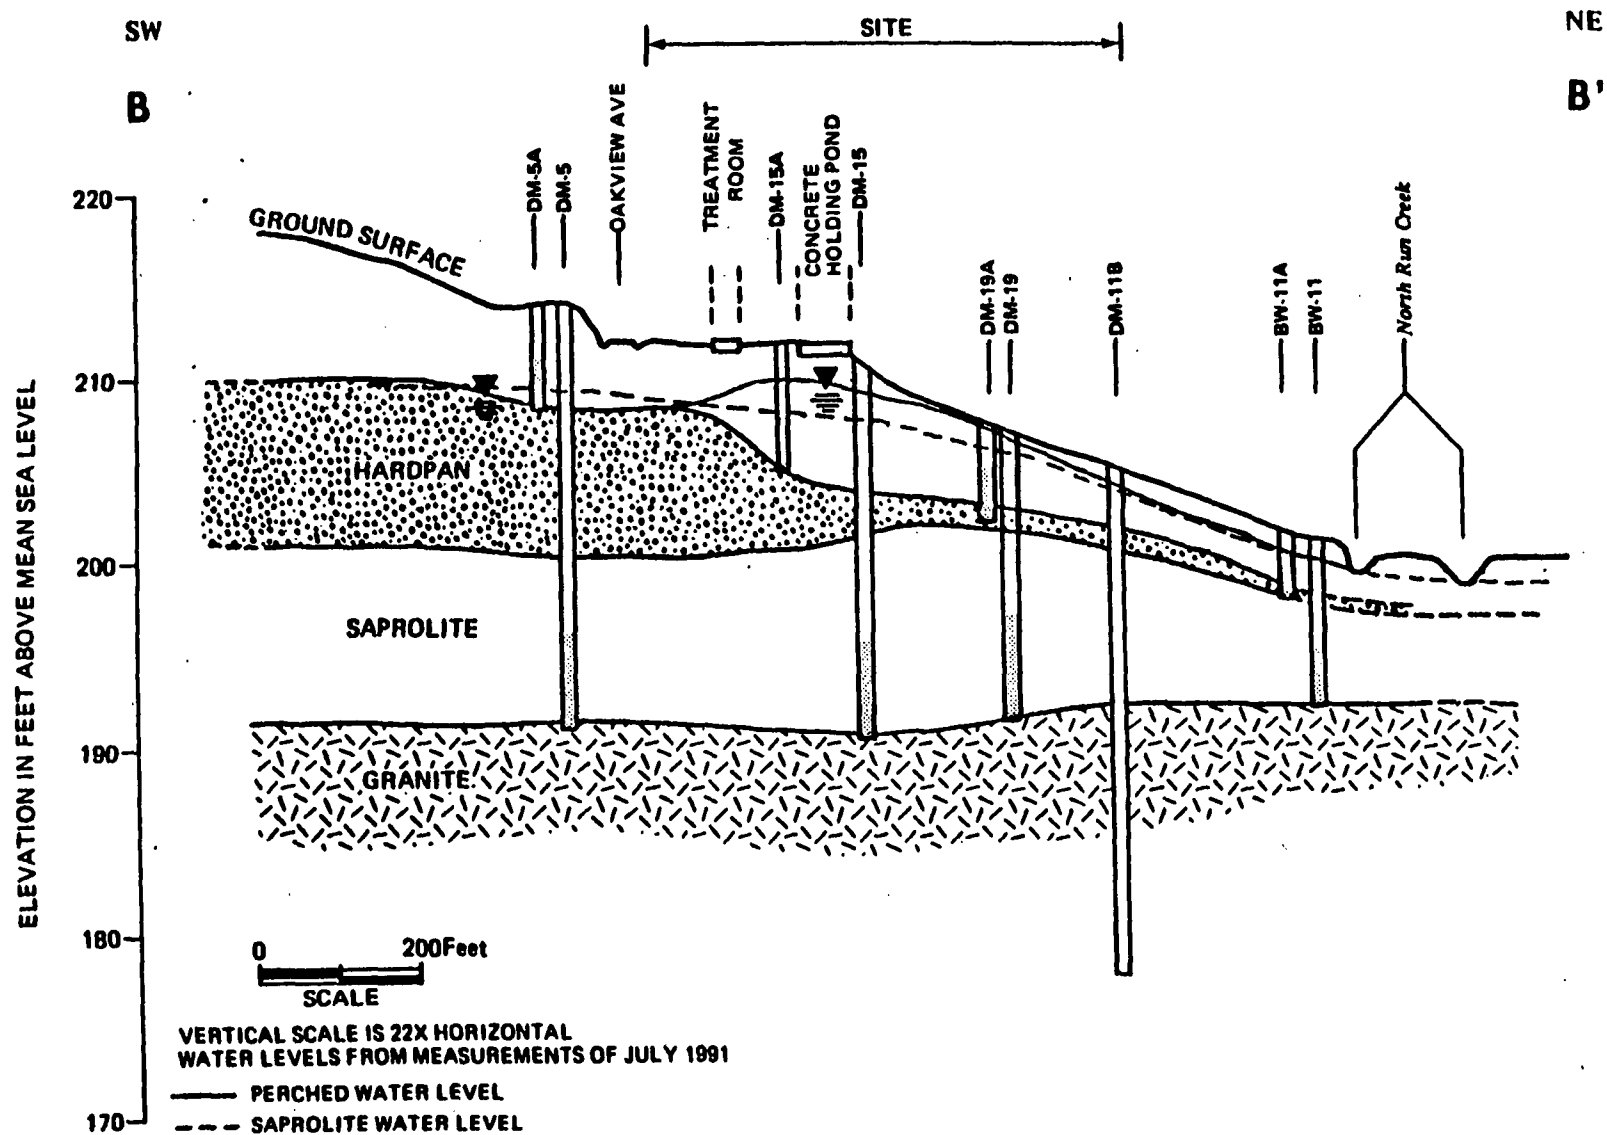 SW
SITE
NE
B
B'
DM-5A
DM-5
OAKVIEW AVE
TREATMENT
ROOM
DM-15A
CONCRETE
HOLDING POND
DM-15
DM-19A
DM-19
DM-11B
BW-11A
BW-11
North Run Creek
ELEVATION IN FEET ABOVE MEAN SEA LEVEL
220
210
200
190
180
170
GROUND SURFACE
HARDPAN
SAPROLITE
GRANITE
0 200Feet
SCALE
VERTICAL SCALE IS 22X HORIZONTAL
WATER LEVELS FROM MEASUREMENTS OF JULY 1991
PERCHED WATER LEVEL
SAPROLITE WATER LEVEL